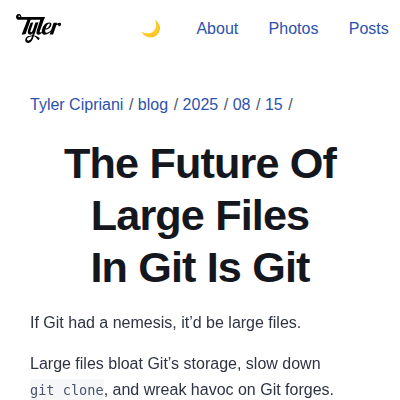 Tyler
About Photos Posts
Tyler Cipriani / blog / 2025 / 08 / 15 /
The Future Of
Large Files
In Git Is Git
If Git had a nemesis, it’d be large files.
Large files bloat Git’s storage, slow down
git clone, and wreak havoc on Git forges.